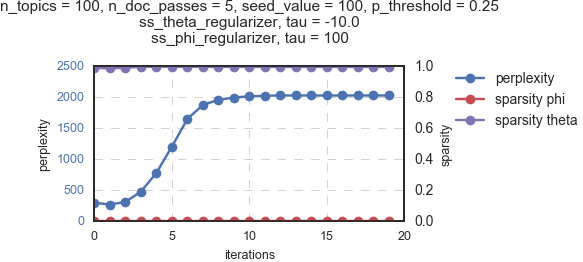 n_topics = 100, n_doc_passes = 5, seed_value = 100, p_threshold = 0.25
ss_theta_regularizer, tau = -10.0
ss_phi_regularizer, tau = 100
2500
2000
1500
1000
500
0
perplexity
1.0
0.8
0.6
0.4
0.2
0.0
sparsity
perplexity
sparsity phi
sparsity theta
0 5 10 15 20
iterations